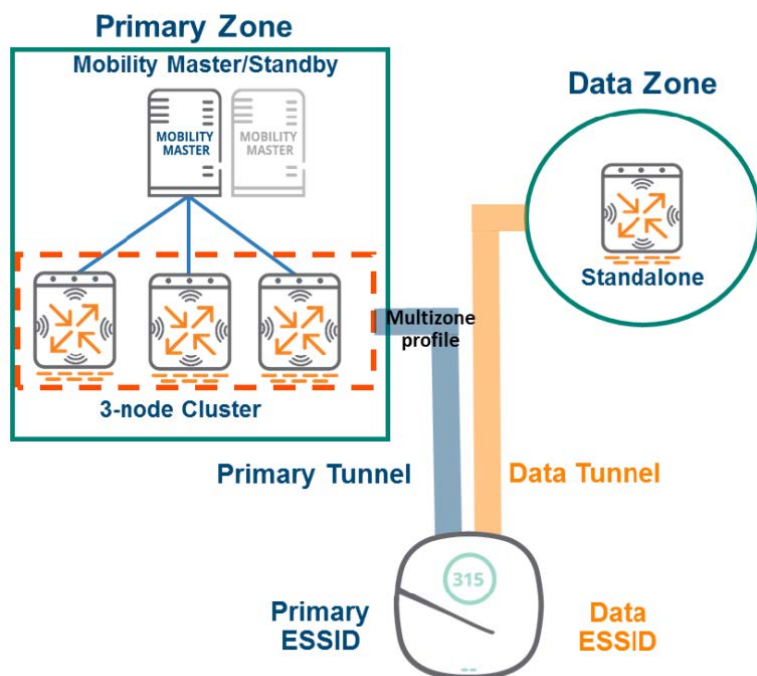 Primary Zone
Mobility Master/Standby
MOBILITY
MASTER
MOBILITY
MASTER
3-node Cluster
Data Zone
Standalone
Multizone
profile
Primary Tunnel
Data Tunnel
315
Primary
ESSID
Data
ESSID